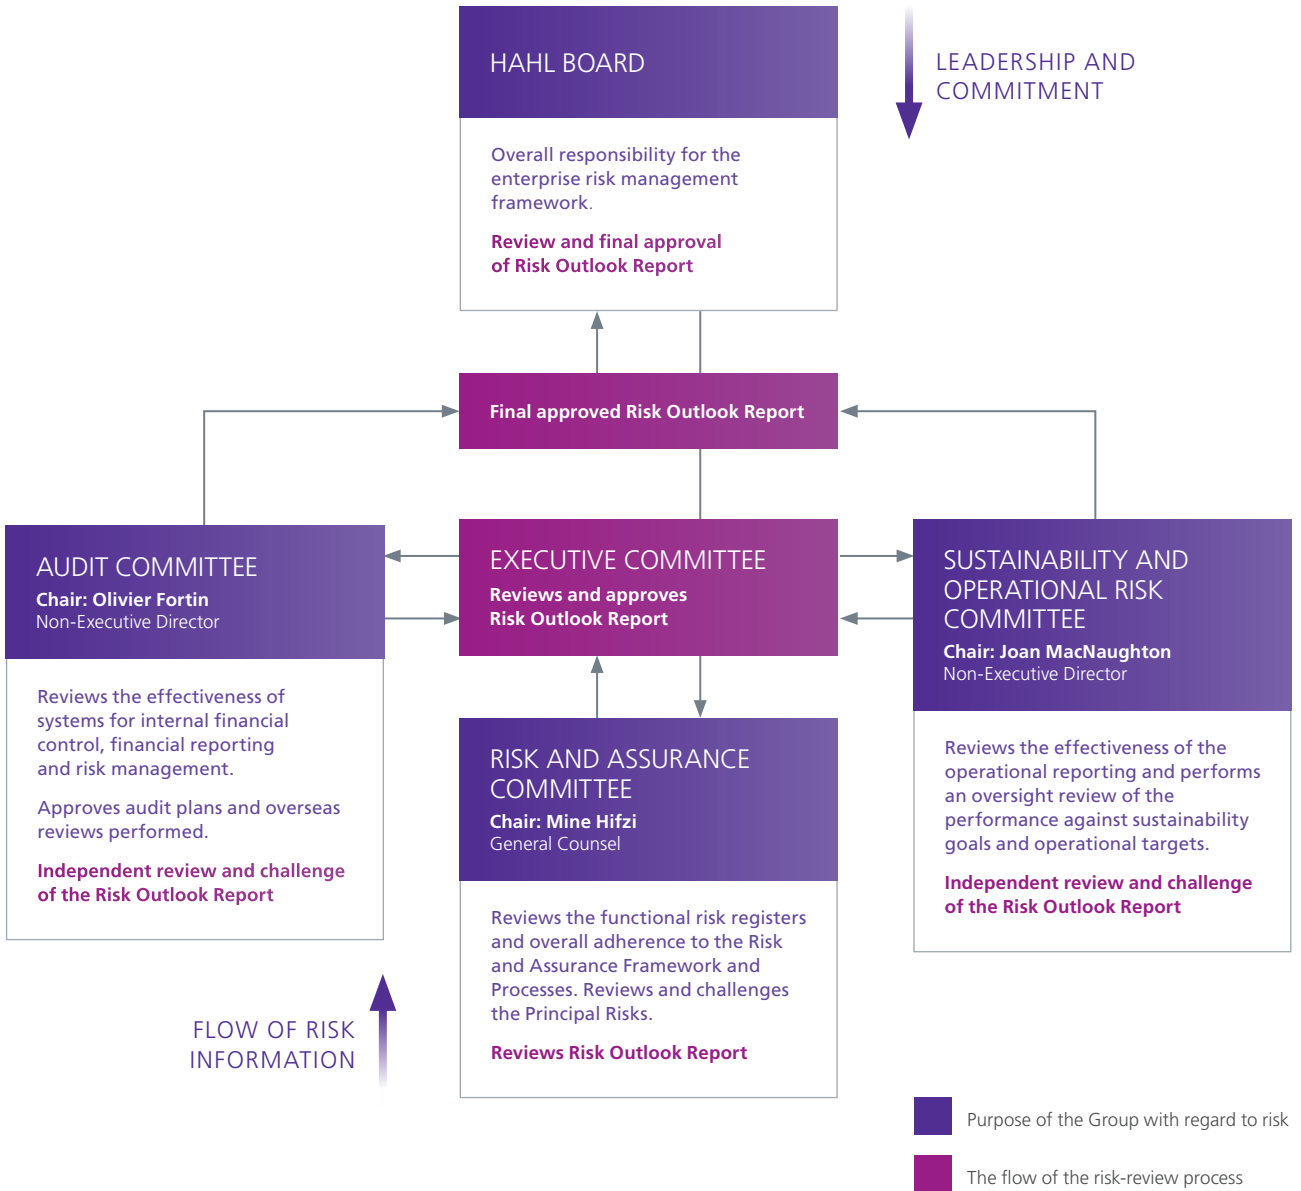 HAHL BOARD
Overall responsibility for the
enterprise risk management
framework.
Review and final approval
of Risk Outlook Report
LEADERSHIP AND
COMMITMENT
Final approved Risk Outlook Report
AUDIT COMMITTEE
Chair: Olivier Fortin
Non-Executive Director
Reviews the effectiveness of
systems for internal financial
control, financial reporting
and risk management.
Approves audit plans and overseas
reviews performed.
Independent review and challenge
of the Risk Outlook Report
EXECUTIVE COMMITTEE
Reviews and approves
Risk Outlook Report
SUSTAINABILITY AND
OPERATIONAL RISK
COMMITTEE
Chair: Joan MacNaughton
Non-Executive Director
Reviews the effectiveness of the
operational reporting and performs
an oversight review of the
performance against sustainability
goals and operational targets.
Independent review and challenge
of the Risk Outlook Report
RISK AND ASSURANCE
COMMITTEE
Chair: Mine Hifzi
General Counsel
Reviews the functional risk registers
and overall adherence to the Risk
and Assurance Framework and
Processes. Reviews and challenges
the Principal Risks.
Reviews Risk Outlook Report
FLOW OF RISK
INFORMATION
Purpose of the Group with regard to risk
The flow of the risk-review process